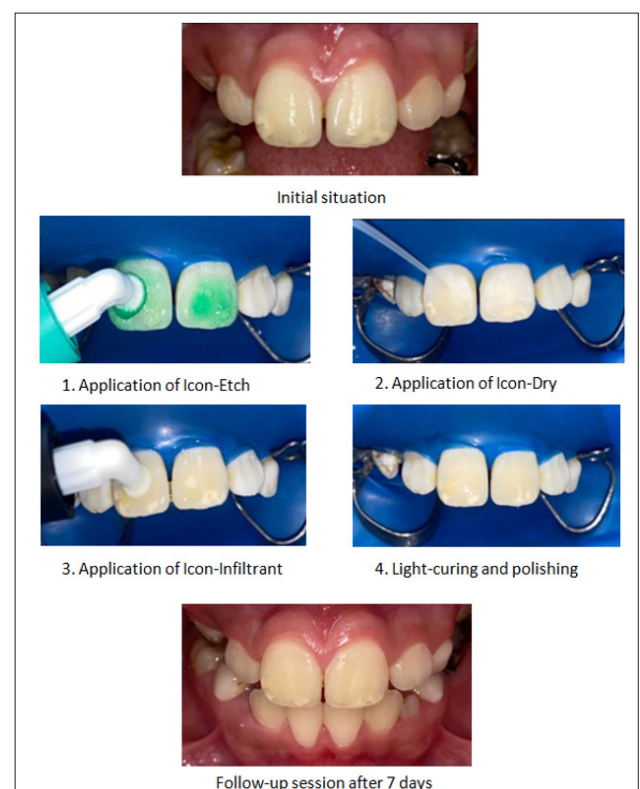 Initial situation
1. Application of Icon-Etch
2. Application of Icon-Dry
3. Application of Icon-Infiltrant
4. Light-curing and polishing
Follow-up session after 7 days